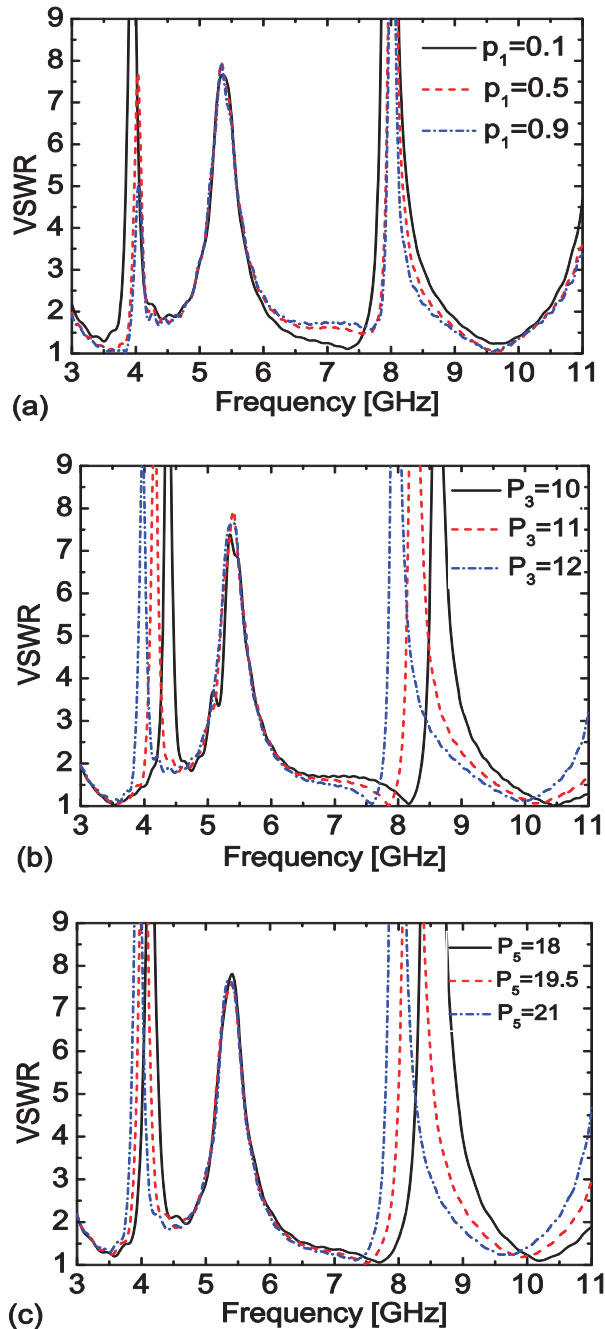 9
8
7
6
5
4
3
2
1
VSWR
p₁=0.1
p₁=0.5
p₁=0.9
3 4 5 6 7 8 9 10 11
Frequency [GHz]
(a)
9
8
7
6
5
4
3
2
1
VSWR
P₃=10
P₃=11
P₃=12
3 4 5 6 7 8 9 10 11
Frequency [GHz]
(b)
9
8
7
6
5
4
3
2
1
VSWR
P₅=18
P₅=19.5
P₅=21
3 4 5 6 7 8 9 10 11
Frequency [GHz]
(c)